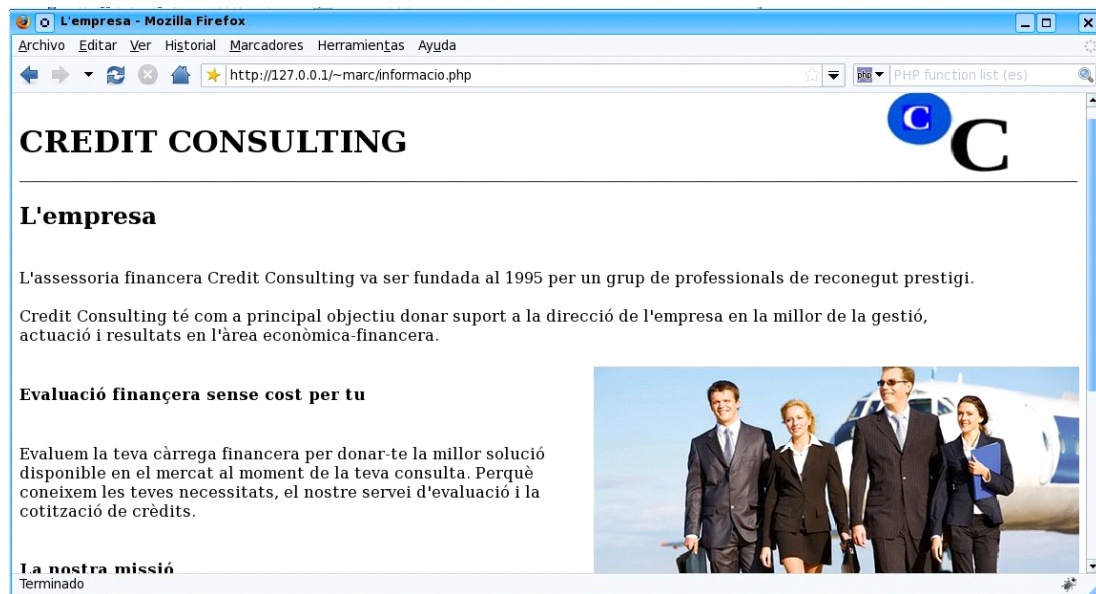 L'empresa - Mozilla Firefox
Archivo Editar Ver Historial Marcadores Herramientas Ayuda
http://127.0.0.1/~marc/informacio.php
php PHP function list (es)
C C
CREDIT CONSULTING
L'empresa
L'assessoria financera Credit Consulting va ser fundada al 1995 per un grup de professionals de reconegut prestigi.
Credit Consulting té com a principal objectiu donar suport a la direcció de l'empresa en la millor de la gestió,
actuació i resultats en l'àrea econòmica-financera.
Evaluació finançera sense cost per tu
Evaluem la teva càrrega financera per donar-te la millor solució
disponible en el mercat al moment de la teva consulta. Perquè
coneixem les teves necessitats, el nostre servei d'evaluació i la
cotització de crèdits.
La nostra missió
Terminado